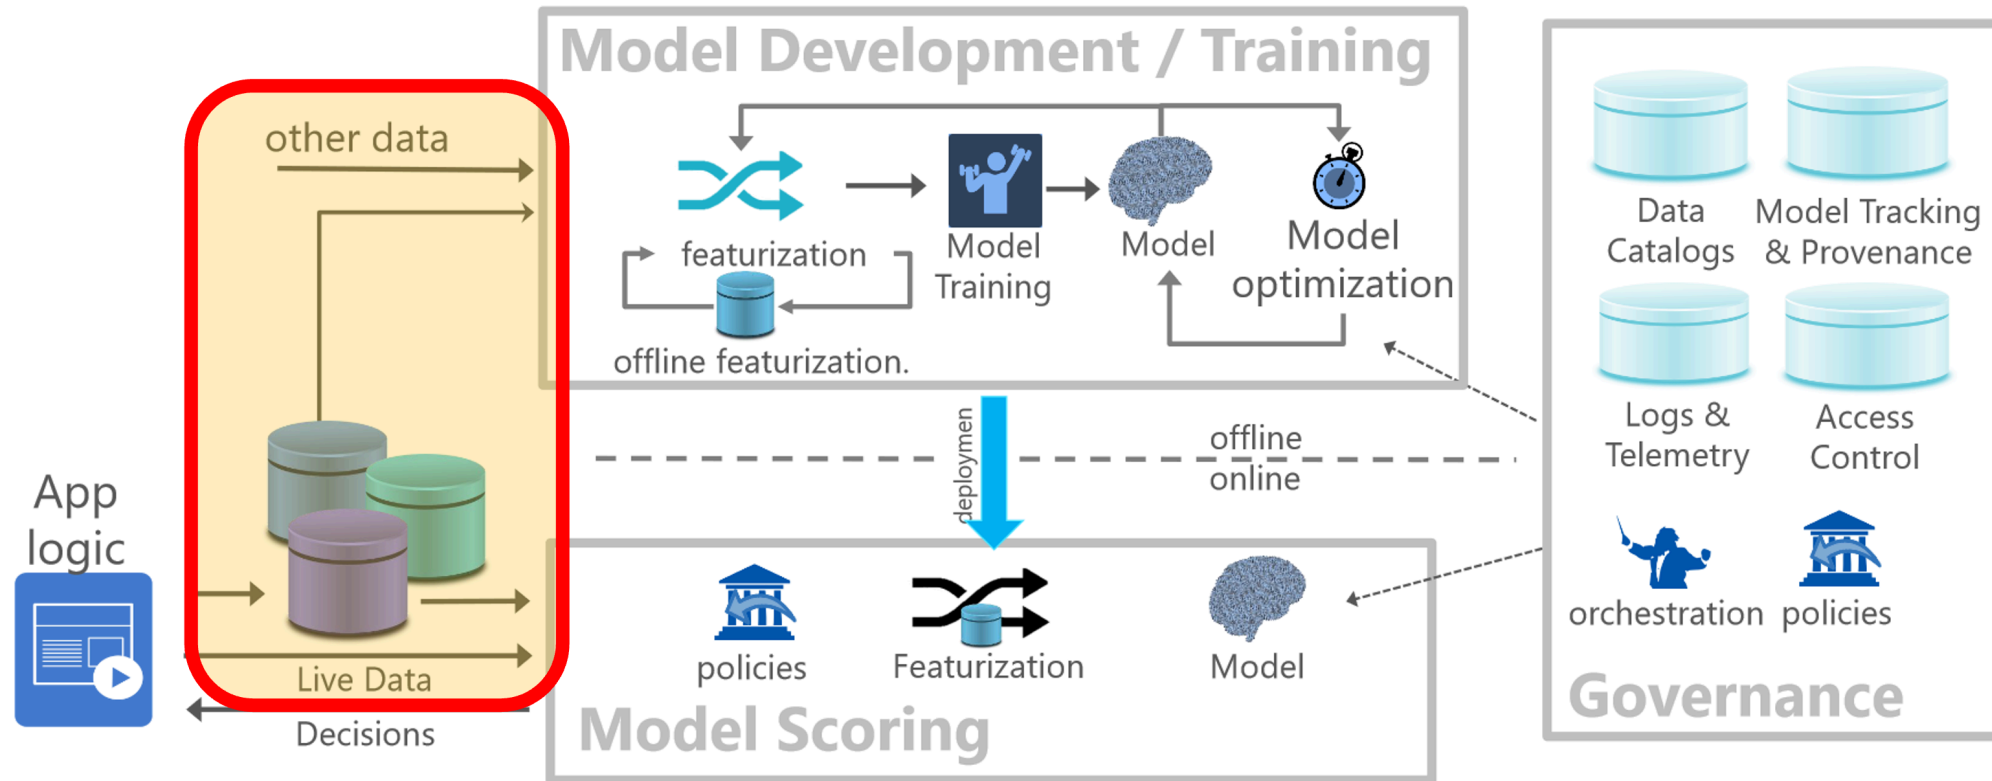 Model Development / Training
other data
featurization
Model
Training
Model
Model
optimization
offline featurization.
deploymen
offline
online
App
logic
Live Data
Decisions
policies
Featurization
Model
Model Scoring
Data
Catalogs
Model Tracking
& Provenance
Logs &
Telemetry
Access
Control
orchestration
policies
Governance